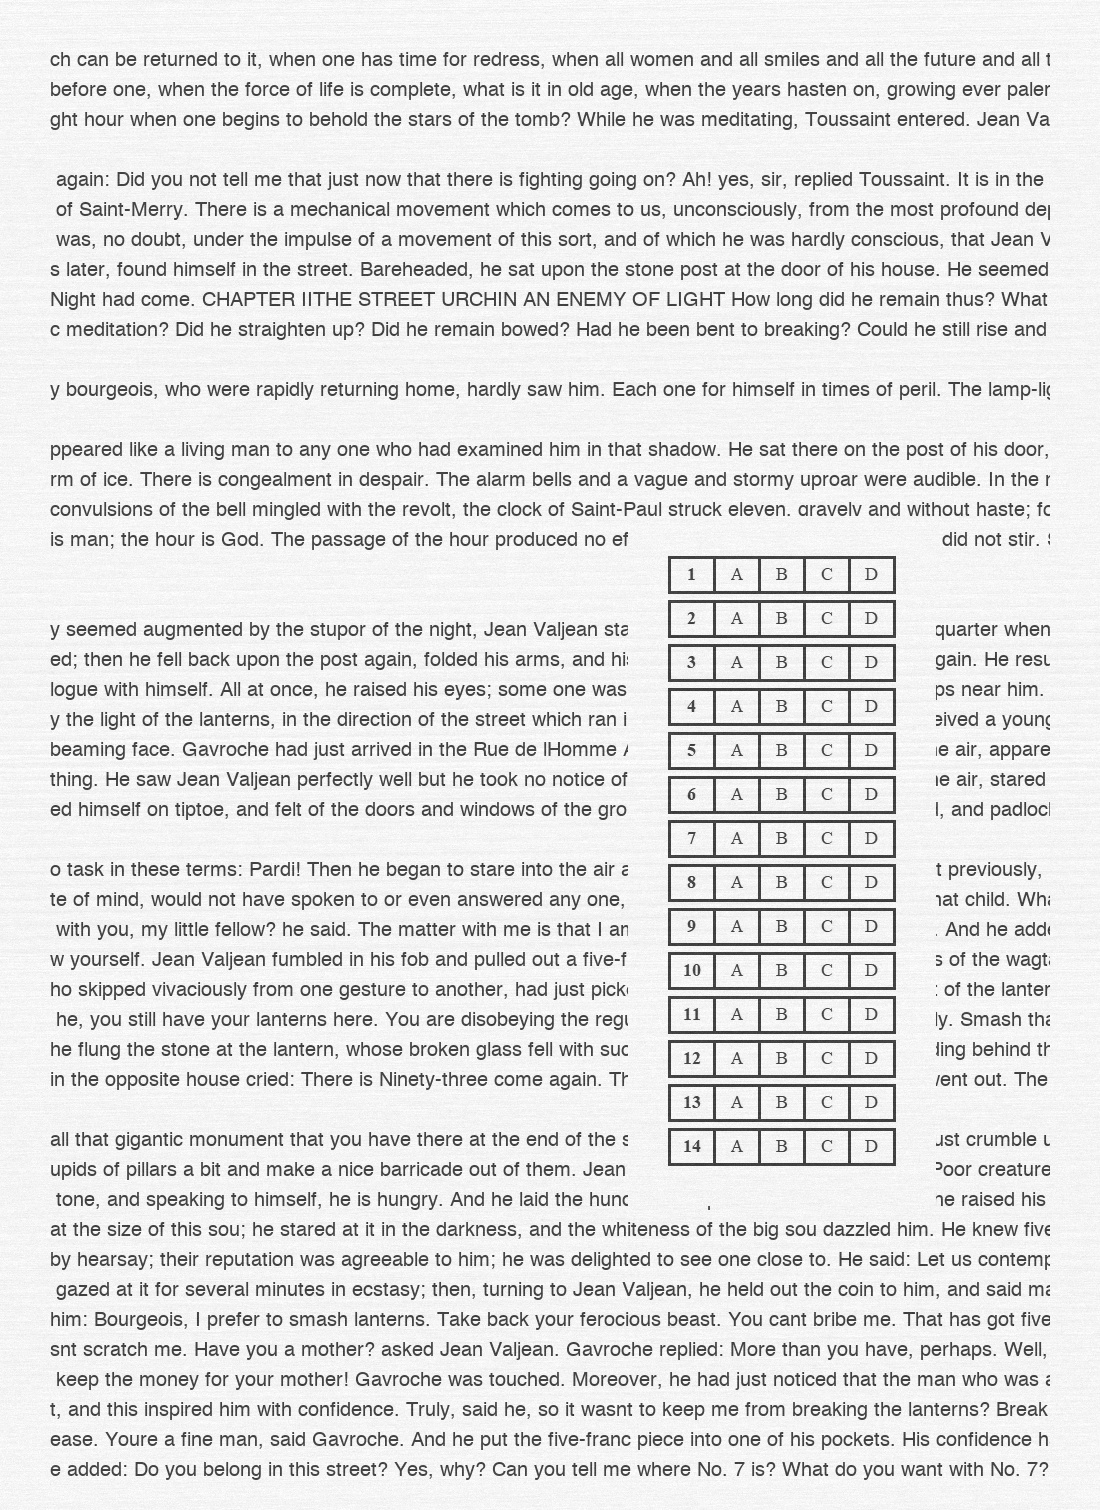 ch can be returned to it, when one has time for redress, when all women and all smiles and all the future and all t
before one, when the force of life is complete, what is it in old age, when the years hasten on, growing ever paler
ght hour when one begins to behold the stars of the tomb? While he was meditating, Toussaint entered. Jean Va
again: Did you not tell me that just now that there is fighting going on? Ah! yes, sir, replied Toussaint. It is in the
of Saint-Merry. There is a mechanical movement which comes to us, unconsciously, from the most profound dep
was, no doubt, under the impulse of a movement of this sort, and of which he was hardly conscious, that Jean V
s later, found himself in the street. Bareheaded, he sat upon the stone post at the door of his house. He seemed
Night had come. CHAPTER IITHE STREET URCHIN AN ENEMY OF LIGHT How long did he remain thus? What
c meditation? Did he straighten up? Did he remain bowed? Had he been bent to breaking? Could he still rise and
y bourgeois, who were rapidly returning home, hardly saw him. Each one for himself in times of peril. The lamp-lig
ppeared like a living man to any one who had examined him in that shadow. He sat there on the post of his door,
rm of ice. There is congealment in despair. The alarm bells and a vague and stormy uproar were audible. In the
convulsions of the bell mingled with the revolt, the clock of Saint-Paul struck eleven, gravely and without haste; fo
is man; the hour is God. The passage of the hour produced no ef did not stir.
y seemed augmented by the stupor of the night, Jean Valjean sta quarter when
ed; then he fell back upon the post again, folded his arms, and his gain. He resu
logue with himself. All at once, he raised his eyes; some one was ps near him.
y the light of the lanterns, in the direction of the street which ran i eived a young
beaming face. Gavroche had just arrived in the Rue de lHomme e air, appare
thing. He saw Jean Valjean perfectly well but he took no notice of e air, stared
ed himself on tiptoe, and felt of the doors and windows of the gro , and padlock
o task in these terms: Pardi! Then he began to stare into the air a t previously,
te of mind, would not have spoken to or even answered any one, hat child. Wha
with you, my little fellow? he said. The matter with me is that I am . And he adde
w yourself. Jean Valjean fumbled in his fob and pulled out a five-f s of the wagta
ho skipped vivaciously from one gesture to another, had just picke of the lanter
he, you still have your lanterns here. You are disobeying the regu ly. Smash tha
he flung the stone at the lantern, whose broken glass fell with suc ding behind th
in the opposite house cried: There is Ninety-three come again. Th went out. The
all that gigantic monument that you have there at the end of the s ust crumble u
upids of pillars a bit and make a nice barricade out of them. Jean Poor creature
tone, and speaking to himself, he is hungry. And he laid the hund he raised his
at the size of this sou; he stared at it in the darkness, and the whiteness of the big sou dazzled him. He knew five
by hearsay; their reputation was agreeable to him; he was delighted to see one close to. He said: Let us contemp
gazed at it for several minutes in ecstasy; then, turning to Jean Valjean, he held out the coin to him, and said ma
him: Bourgeois, I prefer to smash lanterns. Take back your ferocious beast. You cant bribe me. That has got five
snt scratch me. Have you a mother? asked Jean Valjean. Gavroche replied: More than you have, perhaps. Well,
keep the money for your mother! Gavroche was touched. Moreover, he had just noticed that the man who was a
t, and this inspired him with confidence. Truly, said he, so it wasnt to keep me from breaking the lanterns? Break
ease. Youre a fine man, said Gavroche. And he put the five-franc piece into one of his pockets. His confidence h
e added: Do you belong in this street? Yes, why? Can you tell me where No. 7 is? What do you want with No. 7?
1 A B C D
2 A B C D
3 A B C D
4 A B C D
5 A B C D
6 A B C D
7 A B C D
8 A B C D
9 A B C D
10 A B C D
11 A B C D
12 A B C D
13 A B C D
14 A B C D